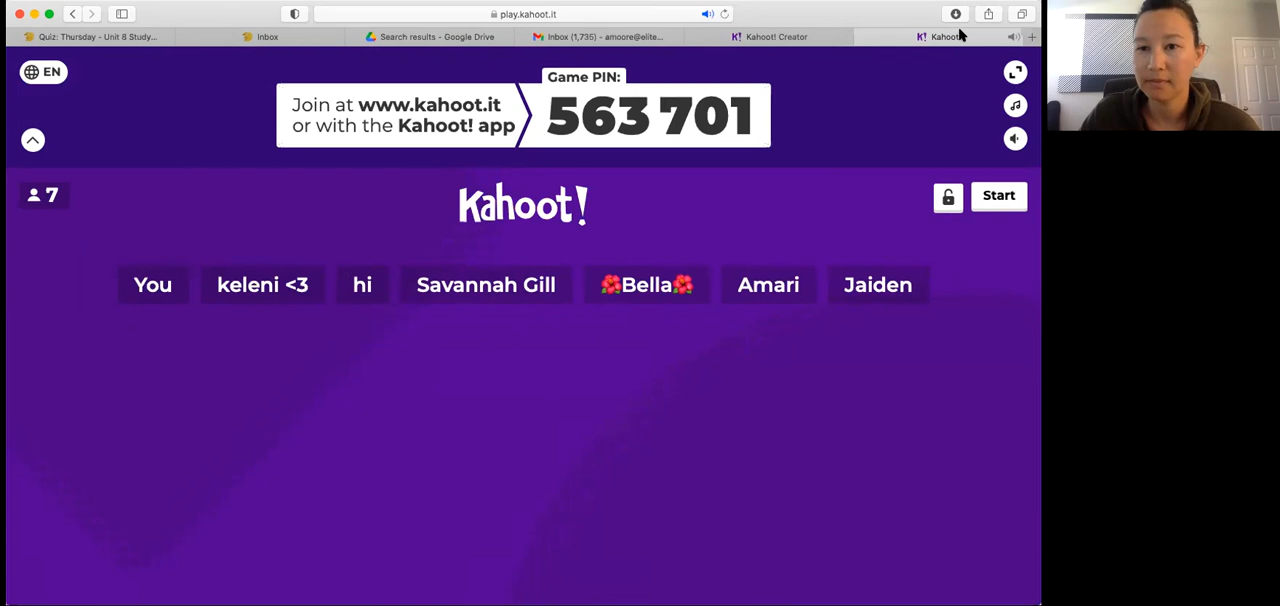 play.kahoot.it
Quiz: Thursday - Unit 8 Study...
Inbox
Search results - Google Drive
Inbox (1,735) - amoore@elite...
K! Kahoot! Creator
K! Kahoot!
EN
Game PIN:
Join at www.kahoot.it
or with the Kahoot! app
563 701
7
Kahoot!
Start
You
keleni <3
hi
Savannah Gill
🌺Bella🌺
Amari
Jaiden